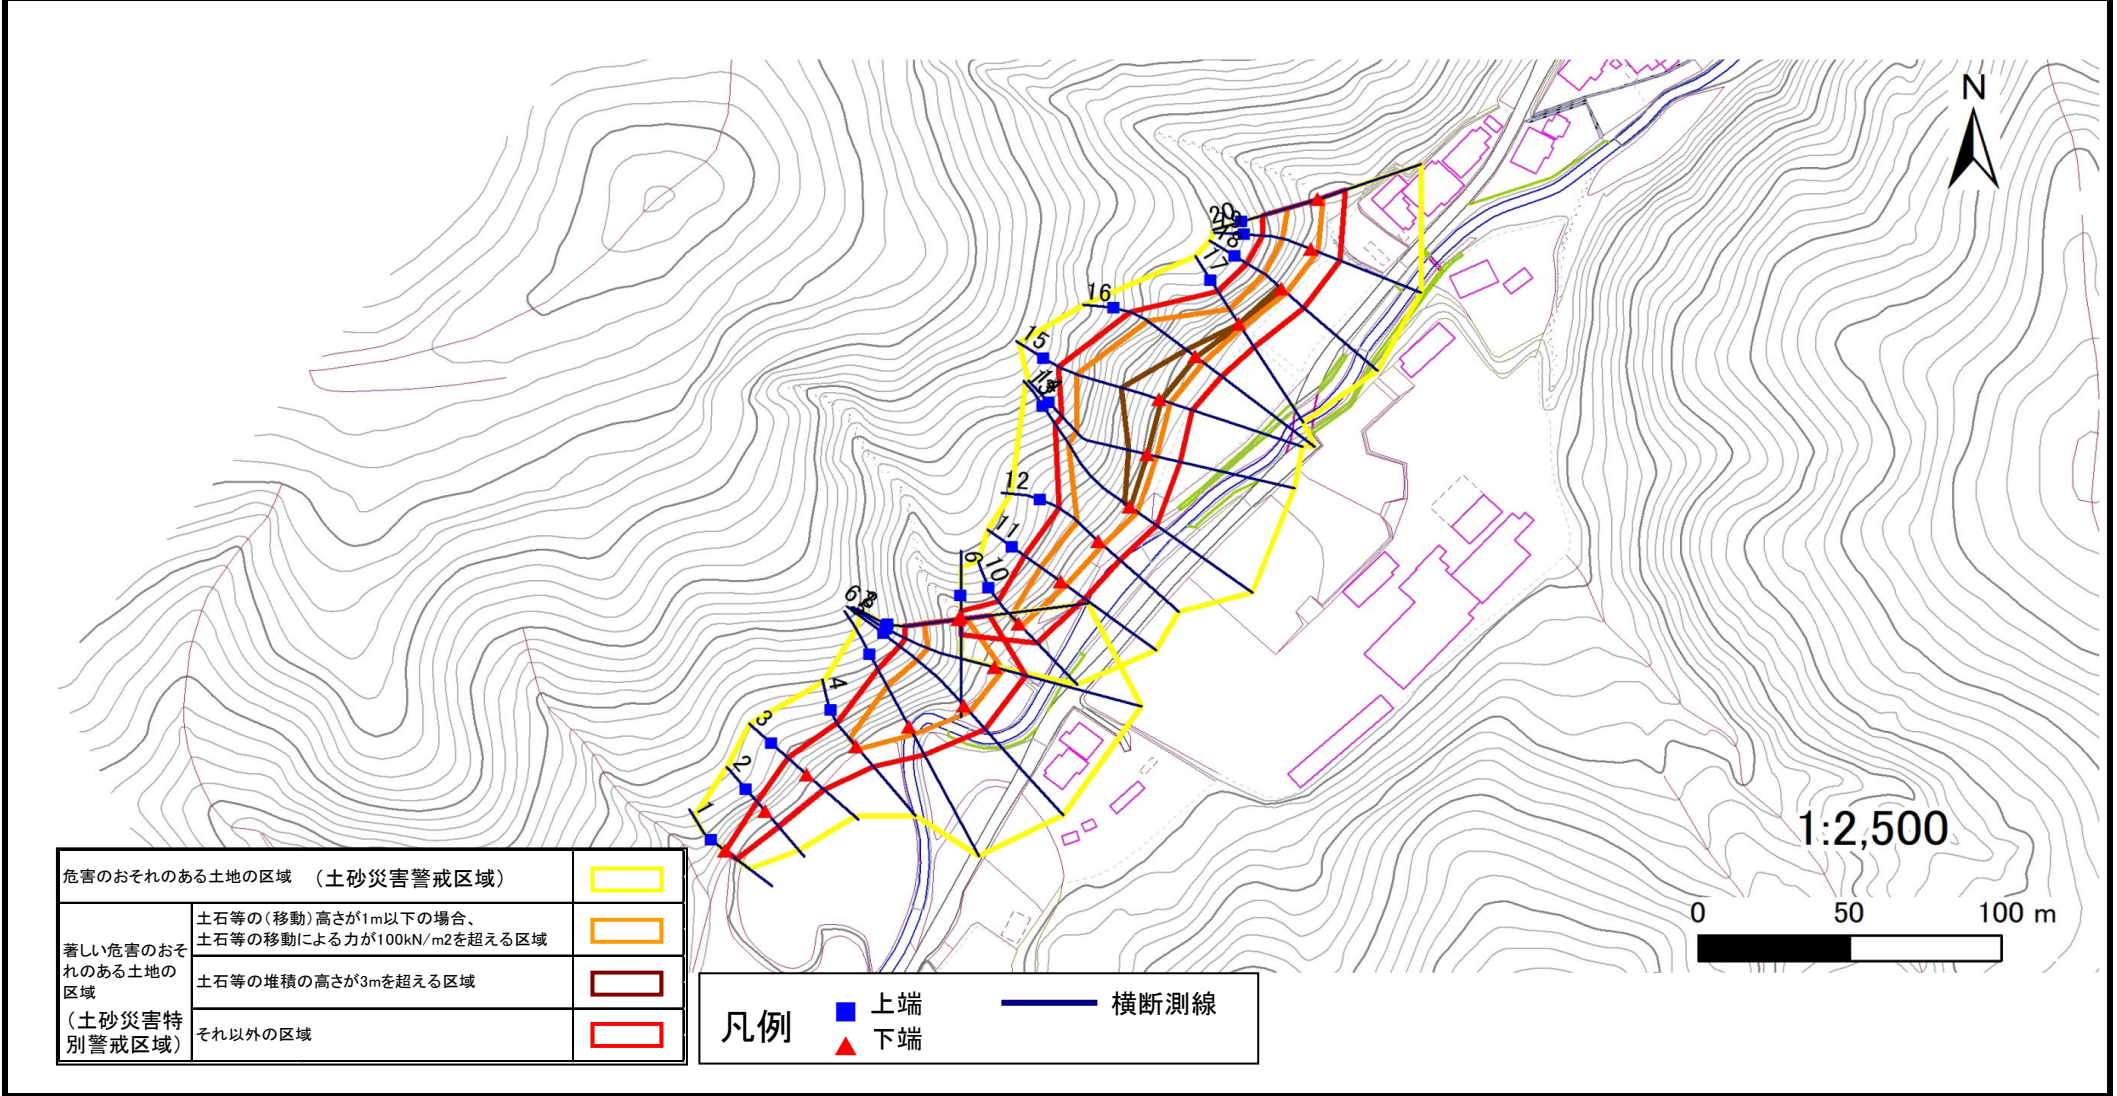 N
20
18
17
16
15
14
13
12
11
10
9
6
8
4
3
2
1
1:2,500
0 50 100 m
危害のおそれのある土地の区域 （土砂災害警戒区域）
著しい危害のおそ
れのある土地の
区域
（土砂災害特
別警戒区域）
土石等の（移動）高さが1m以下の場合、
土石等の移動による力が100kN/m2を超える区域
土石等の堆積の高さが3mを超える区域
それ以外の区域
凡例
上端
下端
横断測線